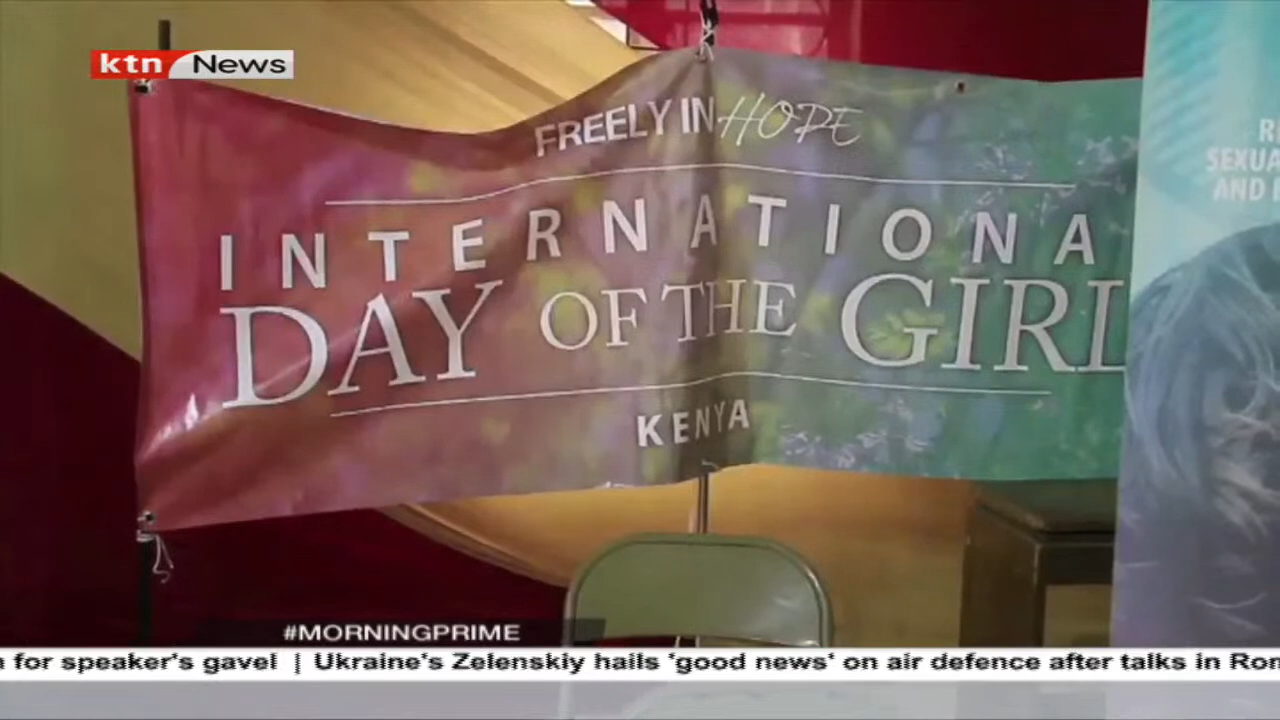 ktn News
FREELY IN HOPE
INTERNATIONA
DAY OF THE GIRL
KENYA
SEXUA
AND
#MORNINGPRIME
for speaker's gavel | Ukraine's Zelenskiy hails 'good news' on air defence after talks in